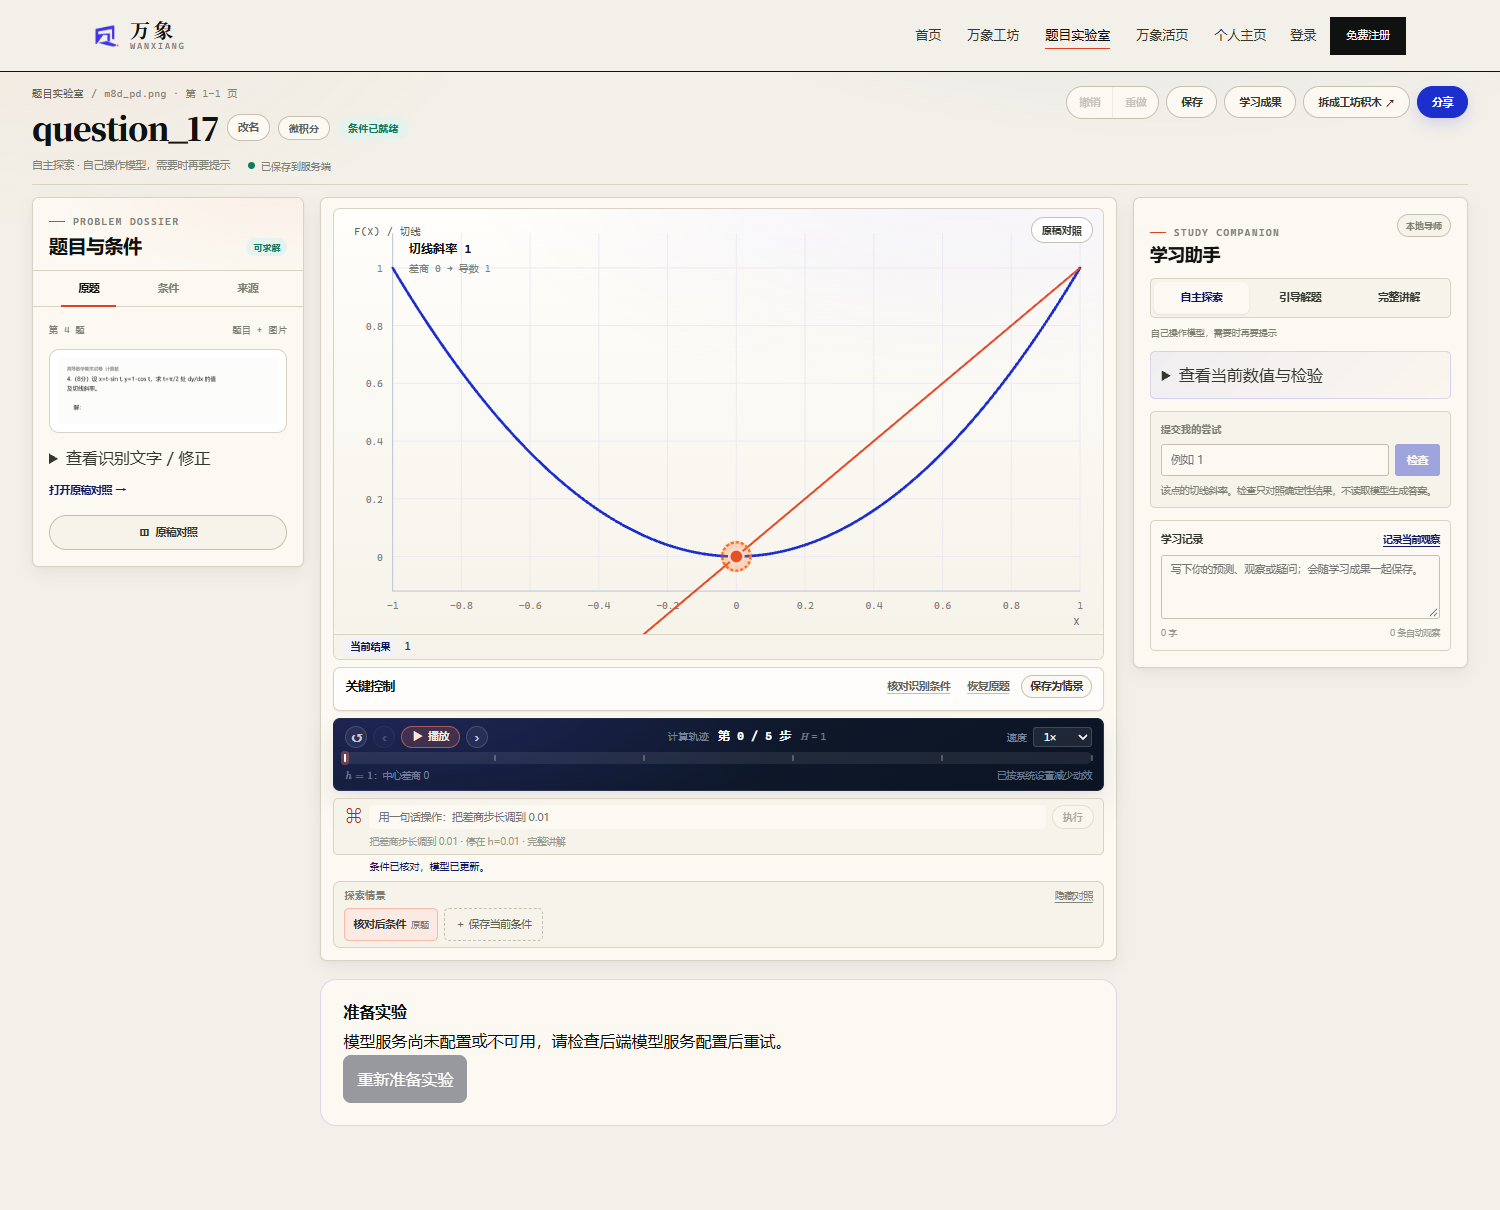 万象
WANXIANG
首页
万象工坊
题目实验室
万象活页
个人主页
登录
免费注册
题目实验室 / m8d_pd.png · 第 1–1 页
question_17
改名
微积分
条件已就绪
撤销
重做
保存
学习成果
拆成工坊积木 ↗
分享
自主探索 · 自己操作模型，需要时再要提示
已保存到服务端
PROBLEM DOSSIER
题目与条件
可求解
原题
条件
来源
第 4 题
题目 + 图片
4. (8分) 设 x=t-sin t, y=1-cos t, 求 t=π/2 处 dy/dx 的值
及切线斜率。
解:
▶ 查看识别文字 / 修正
打开原稿对照 →
原稿对照
F(X) / 切线
切线斜率 1
差商 0 → 导数 1
原稿对照
1
0.8
0.6
0.4
0.2
0
−1
−0.8
−0.6
−0.4
−0.2
0
0.2
0.4
0.6
0.8
1
X
当前结果 1
关键控制
核对识别条件
恢复原题
保存为情景
↺
‹
▶ 播放
›
计算轨迹 第 0 / 5 步 H = 1
速度
1×
h = 1: 中心差商 0
已按系统设置减少动效
⌘
用一句话操作：把差商步长调到 0.01
执行
把差商步长调到 0.01 · 停在 h=0.01 · 完整讲解
条件已核对，模型已更新。
探索情景
隐藏对照
核对后条件 原题
+ 保存当前条件
准备实验
模型服务尚未配置或不可用，请检查后端模型服务配置后重试。
重新准备实验
STUDY COMPANION
本地导师
学习助手
自主探索
引导解题
完整讲解
自己操作模型，需要时再要提示
▶ 查看当前数值与检验
提交我的尝试
例如 1
检查
该点的切线斜率。检查只对照确定性结果，不读取模型生成答案。
学习记录
记录当前观察
写下你的预测、观察或疑问；会随学习成果一起保存。
0 字
0 条自动观察